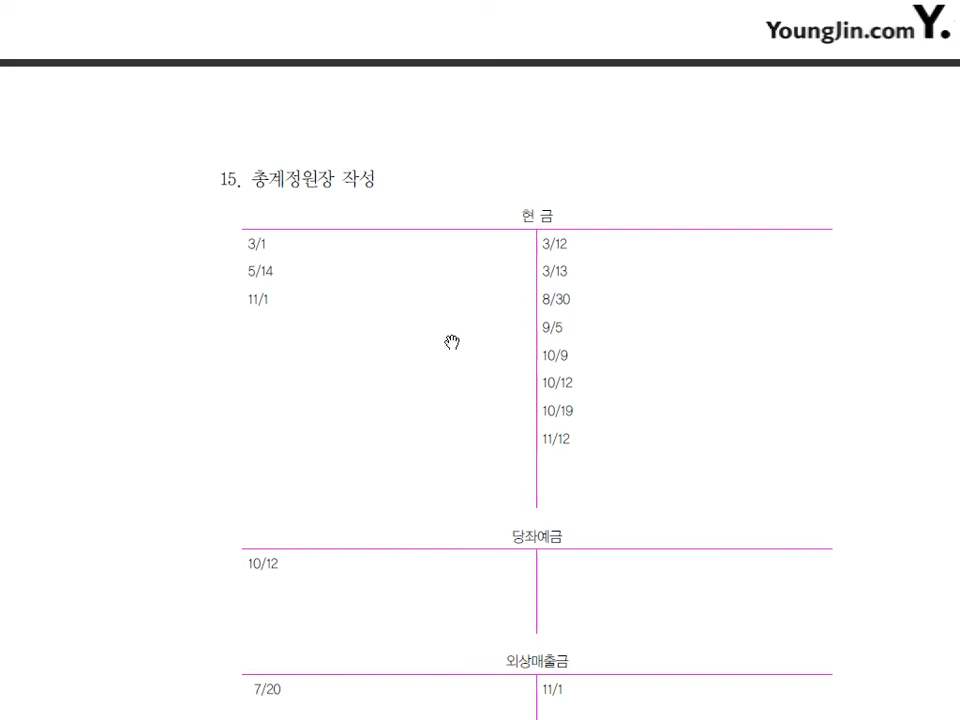 YoungJin.com Y.
15. 총계정원장 작성
현 금
3/1 3/12
5/14 3/13
11/1 8/30
9/5
10/9
10/12
10/19
11/12
당좌예금
10/12
외상매출금
7/20 11/1